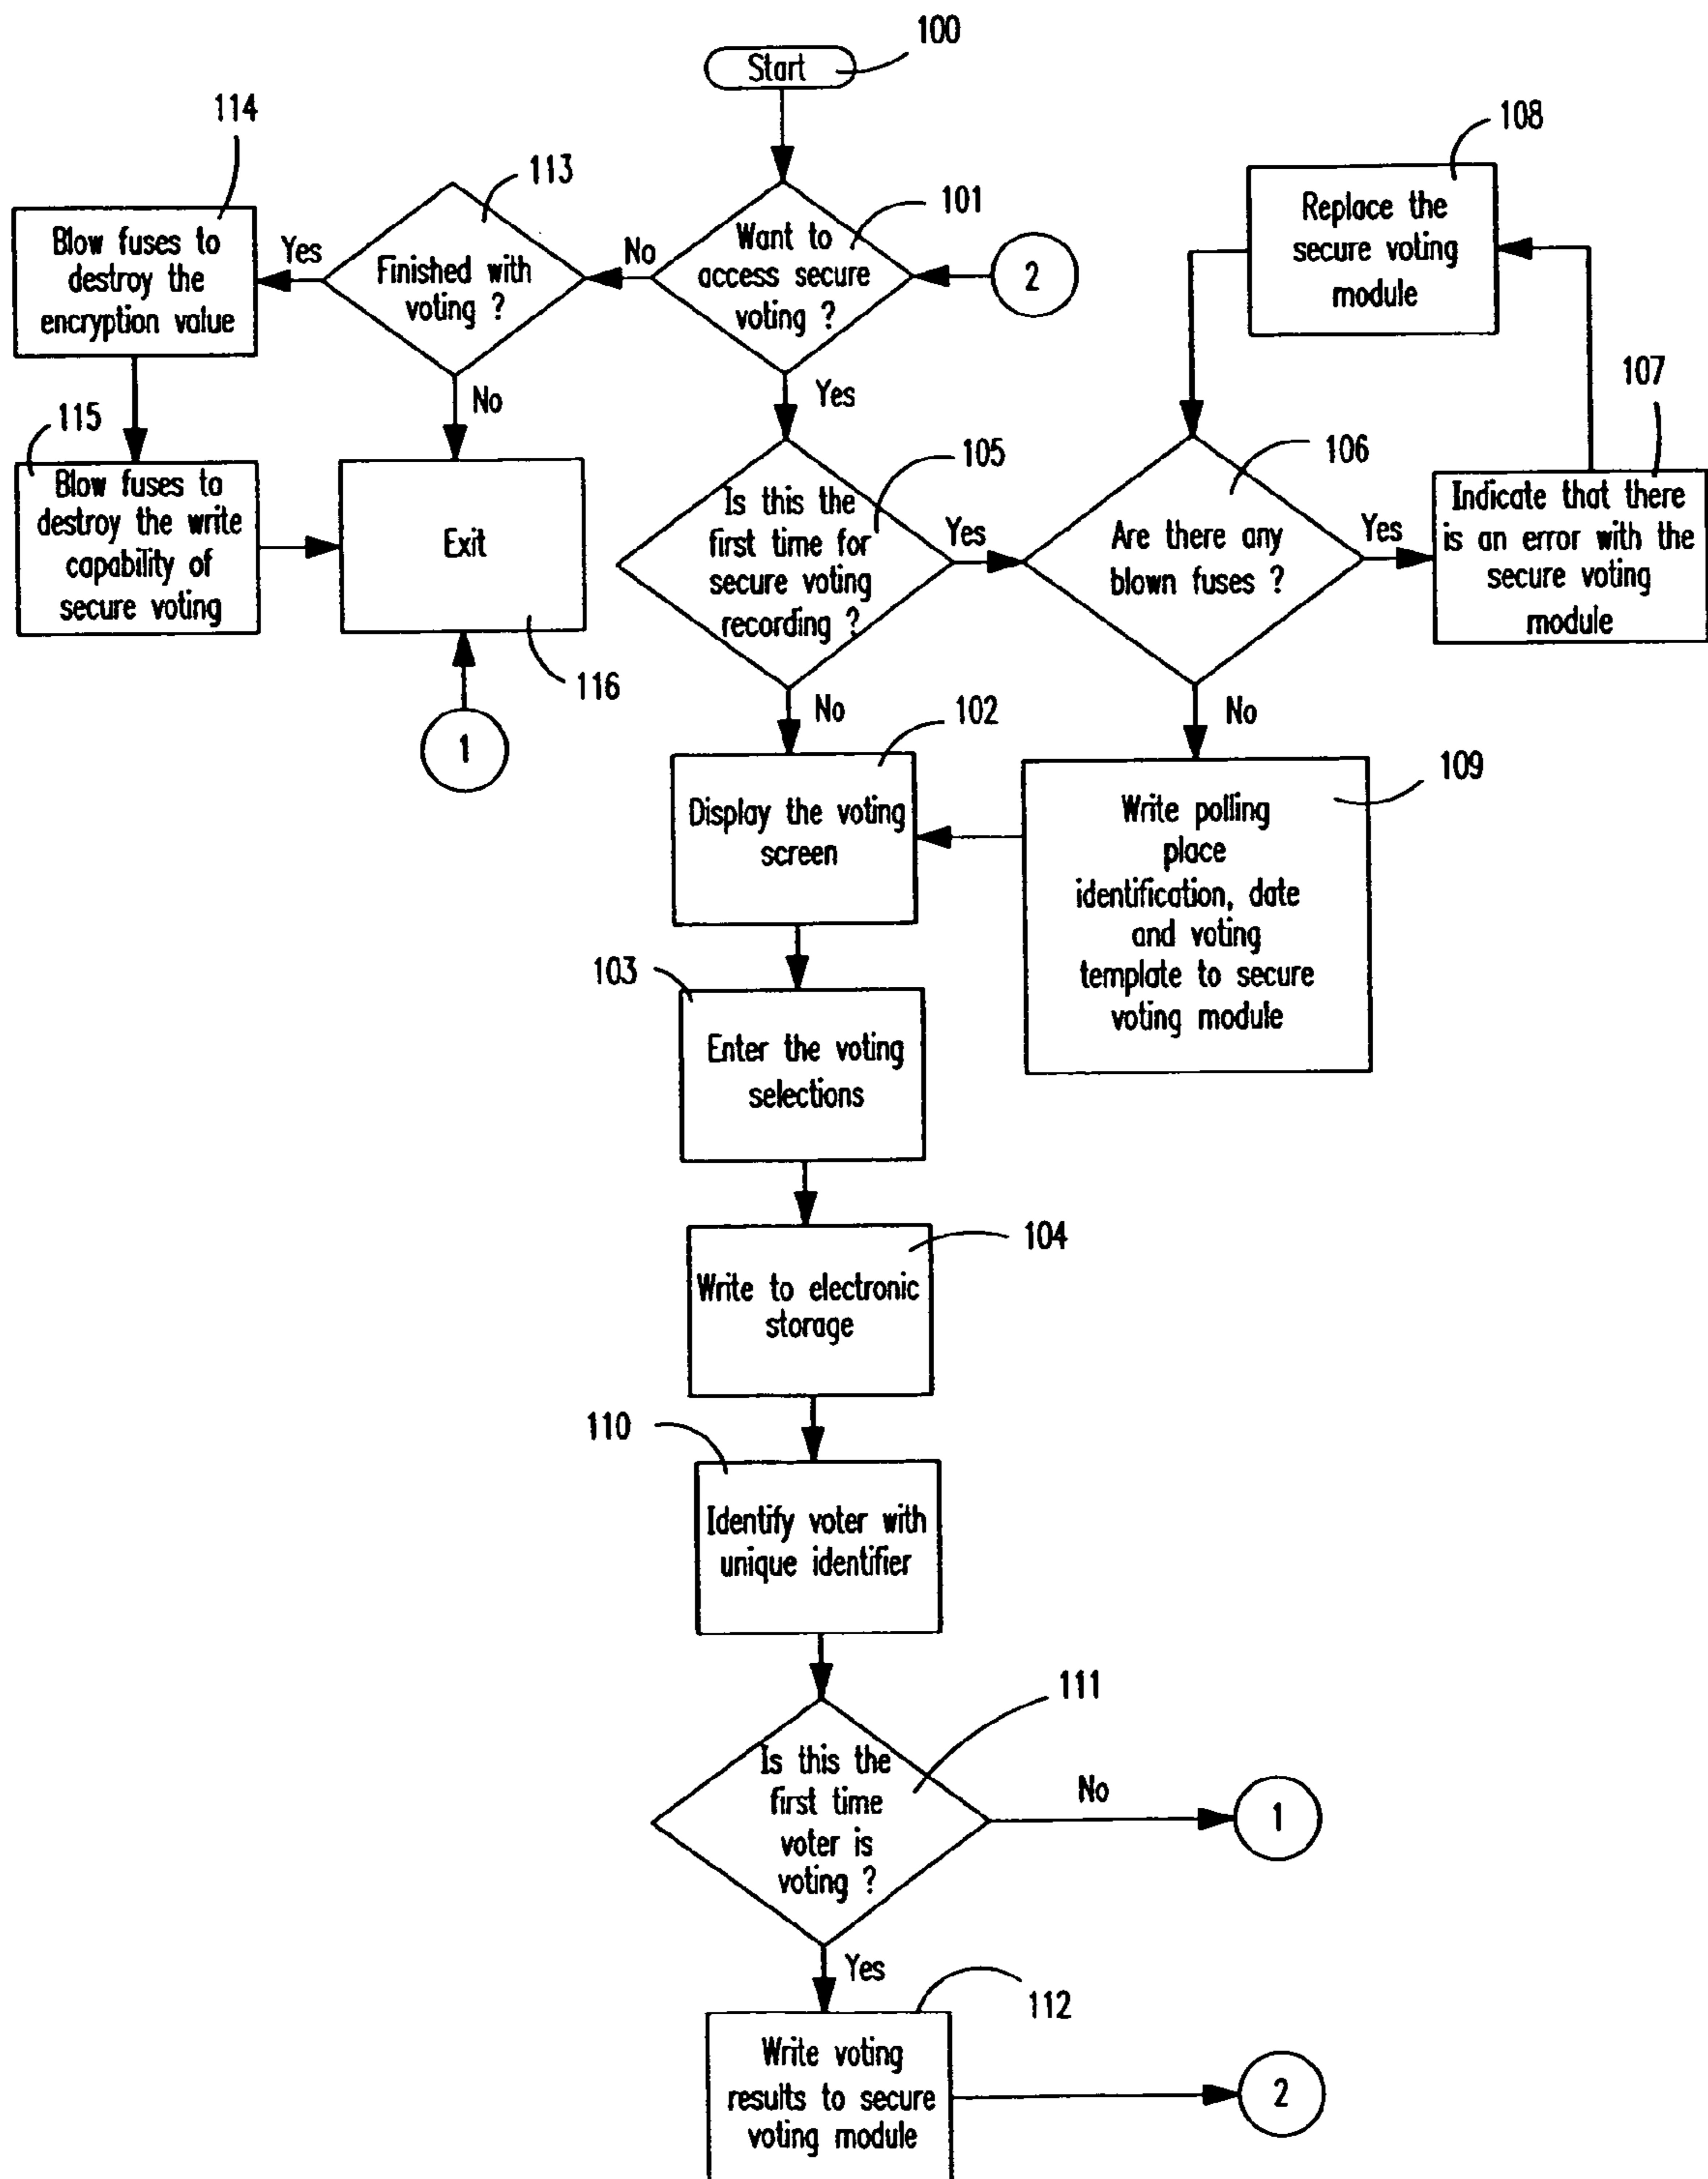 100
Start
114
113
101
108
Blow fuses to
destroy the
encryption value
Yes
Finished with
voting ?
No
Want to
access secure
voting ?
2
Replace the
secure voting
module
No
Yes
107
115
Blow fuses to
destroy the write
capability of
secure voting
Exit
116
1
105
Is this the
first time for
secure voting
recording ?
Yes
106
Are there any
blown fuses ?
Yes
Indicate that there
is an error with the
secure voting
module
No
No
102
Display the voting
screen
109
Write polling
place
identification, date
and voting
template to secure
voting module
103
Enter the voting
selections
104
Write to electronic
storage
110
Identify voter with
unique identifier
111
Is this the
first time
voter is
voting ?
No
1
Yes
112
Write voting
results to secure
voting module
2